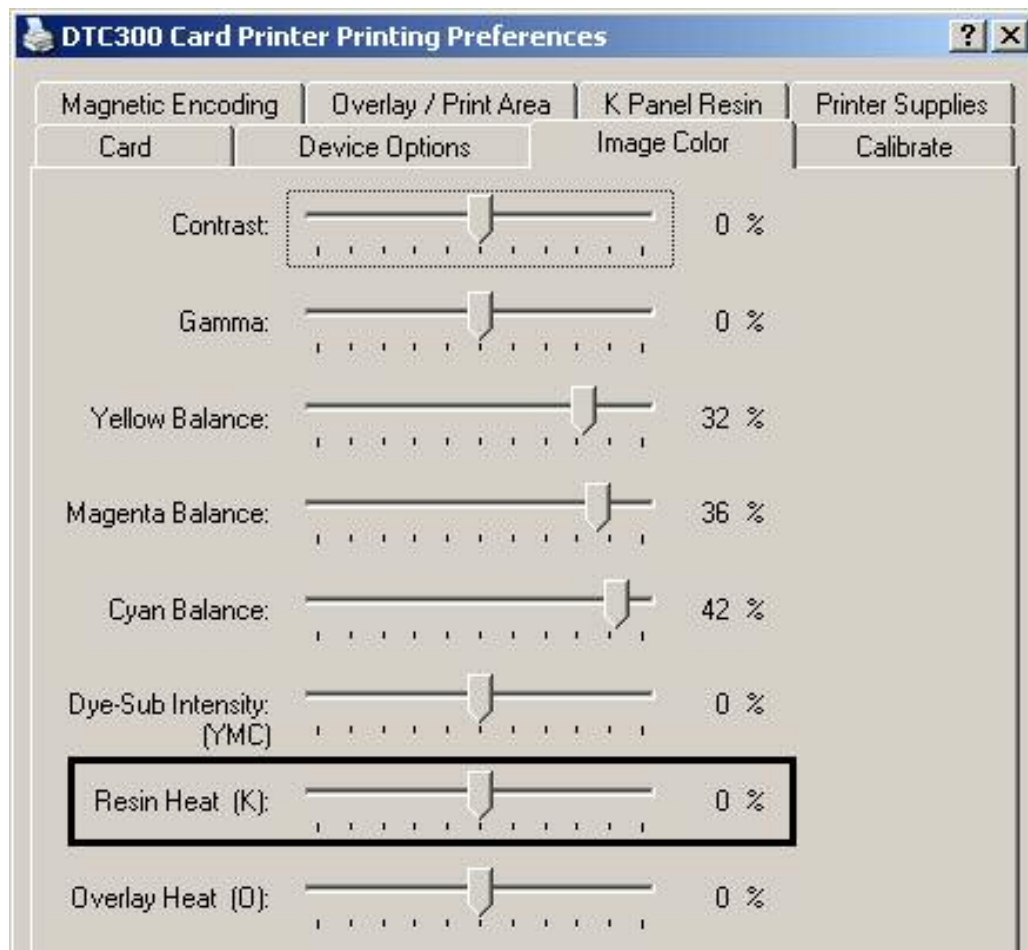 DTC300 Card Printer Printing Preferences
Magnetic Encoding Overlay / Print Area K Panel Resin Printer Supplies
Card Device Options Image Color Calibrate
Contrast: 0 %
Gamma: 0 %
Yellow Balance: 32 %
Magenta Balance: 36 %
Cyan Balance: 42 %
Dye-Sub Intensity: 0 %
(YMC)
Resin Heat (K): 0 %
Overlay Heat (O): 0 %